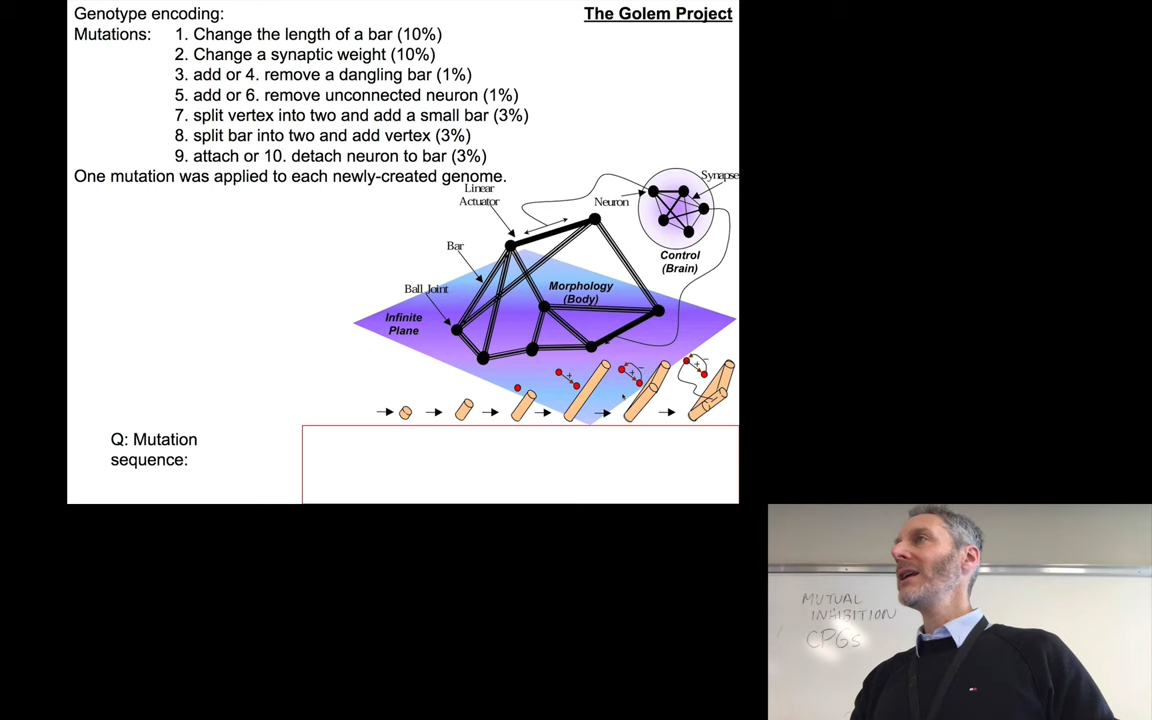 Genotype encoding:
The Golem Project
Mutations: 1. Change the length of a bar (10%)
2. Change a synaptic weight (10%)
3. add or 4. remove a dangling bar (1%)
5. add or 6. remove unconnected neuron (1%)
7. split vertex into two and add a small bar (3%)
8. split bar into two and add vertex (3%)
9. attach or 10. detach neuron to bar (3%)
One mutation was applied to each newly-created genome.
Linear
Actuator
Neuron
Synapse
Bar
Control
(Brain)
Ball Joint
Morphology
(Body)
Infinite
Plane
+
+
−
+
−
Q: Mutation
sequence:
MUTUAL
INHIBITION
CPGs